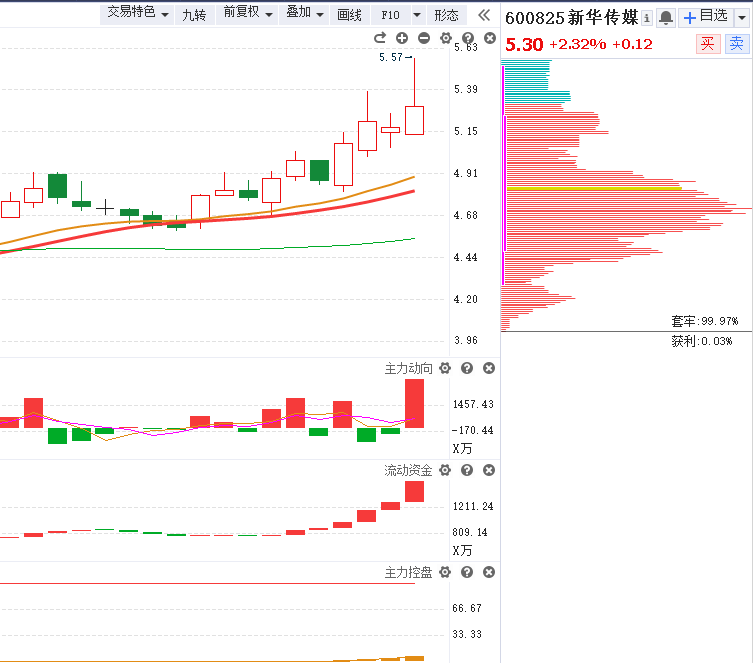 交易特色 九转 前复权 叠加 画线 F10 形态
600825 新华传媒 自选
5.30 +2.32% +0.12 买 卖
5.63
5.57
5.39
5.15
4.91
4.68
4.44
4.20
3.96
套牢:99.97%
获利:0.03%
主力动向
1457.43
-170.44
X万
流动资金
1211.24
809.14
X万
主力控盘
66.67
33.33